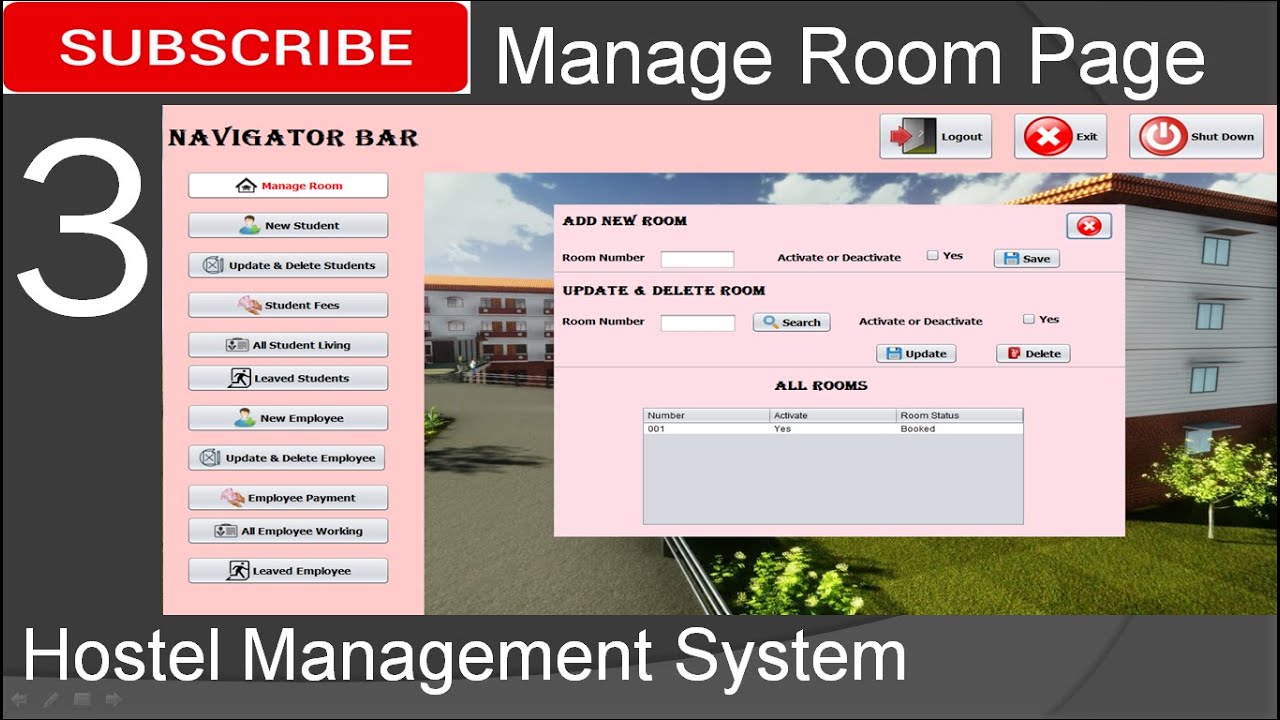 SUBSCRIBE
Manage Room Page
3
NAVIGATOR BAR
Logout
Exit
Shut Down
Manage Room
New Student
Update & Delete Students
Student Fees
All Student Living
Leaved Students
New Employee
Update & Delete Employee
Employee Payment
All Employee Working
Leaved Employee
ADD NEW ROOM
Room Number Activate or Deactivate Yes Save
UPDATE & DELETE ROOM
Room Number Search Activate or Deactivate Yes
Update Delete
ALL ROOMS
Number Activate Room Status
001 Yes Booked
Hostel Management System